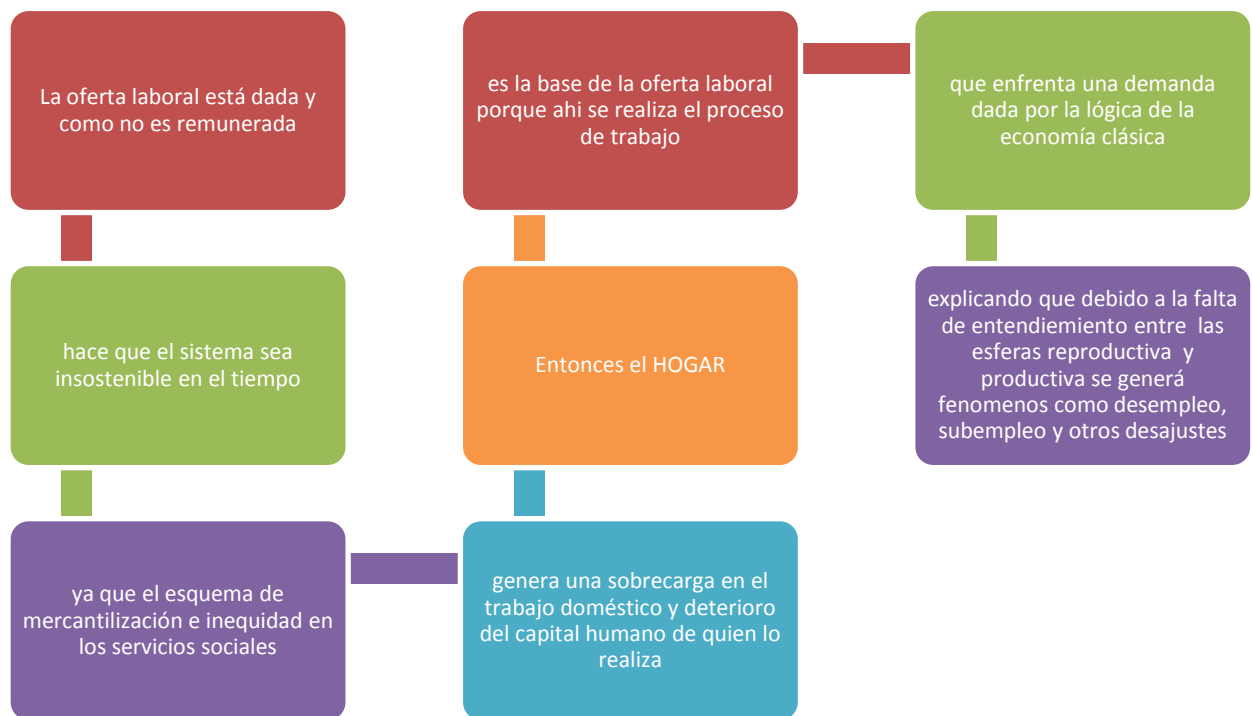 La oferta laboral está dada y
como no es remunerada
hace que el sistema sea
insostenible en el tiempo
ya que el esquema de
mercantilización e inequidad en
los servicios sociales
genera una sobrecarga en el
trabajo doméstico y deterioro
del capital humano de quien lo
realiza
Entonces el HOGAR
es la base de la oferta laboral
porque ahi se realiza el proceso
de trabajo
que enfrenta una demanda
dada por la lógica de la
economía clásica
explicando que debido a la falta
de entendiemiento entre las
esferas reproductiva y
productiva se generá
fenomenos como desempleo,
subempleo y otros desajustes